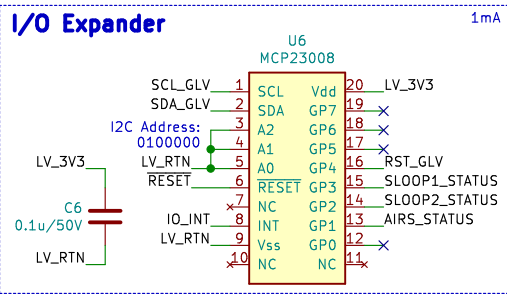 I/O Expander
1mA
U6
MCP23008
SCL_GLV 1 SCL Vdd 20 LV_3V3
SDA_GLV 2 SDA GP7 19
I2C Address: 3 A2 GP6 18
0100000 4 A1 GP5 17
LV_3V3 LV_RTN 5 A0 GP4 16 RST_GLV
RESET 6 RESET GP3 15 SLOOP1_STATUS
7 NC GP2 14 SLOOP2_STATUS
C6 IO_INT 8 INT GP1 13 AIRS_STATUS
0.1u/50V LV_RTN 9 Vss GP0 12
LV_RTN 10 NC NC 11